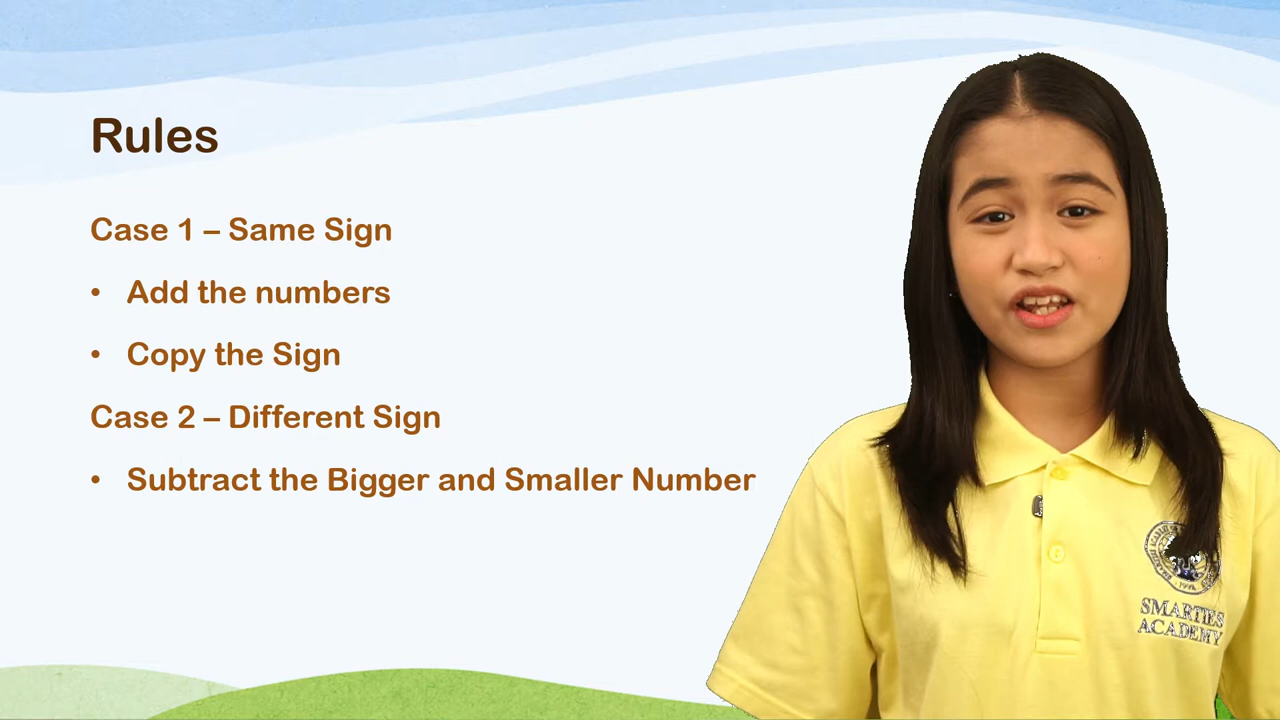 Rules
Case 1 – Same Sign
• Add the numbers
• Copy the Sign
Case 2 – Different Sign
• Subtract the Bigger and Smaller Number
SMARTIES
ACADEMY